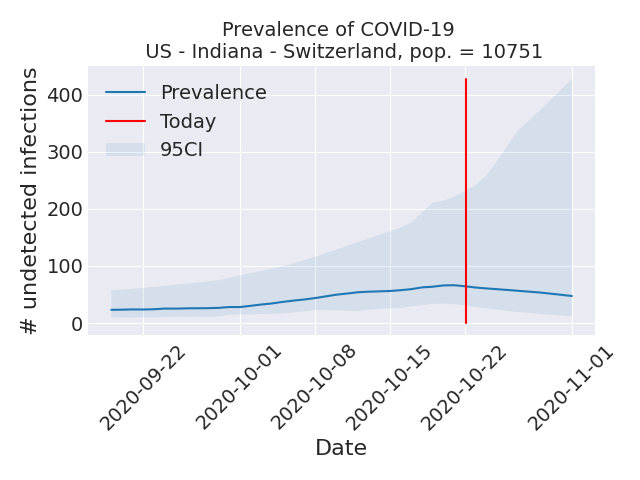 Prevalence of COVID-19
US - Indiana - Switzerland, pop. = 10751
# undetected infections
400
300
200
100
0
Prevalence
Today
95CI
2020-09-22
2020-10-01
2020-10-08
2020-10-15
2020-10-22
2020-11-01
Date